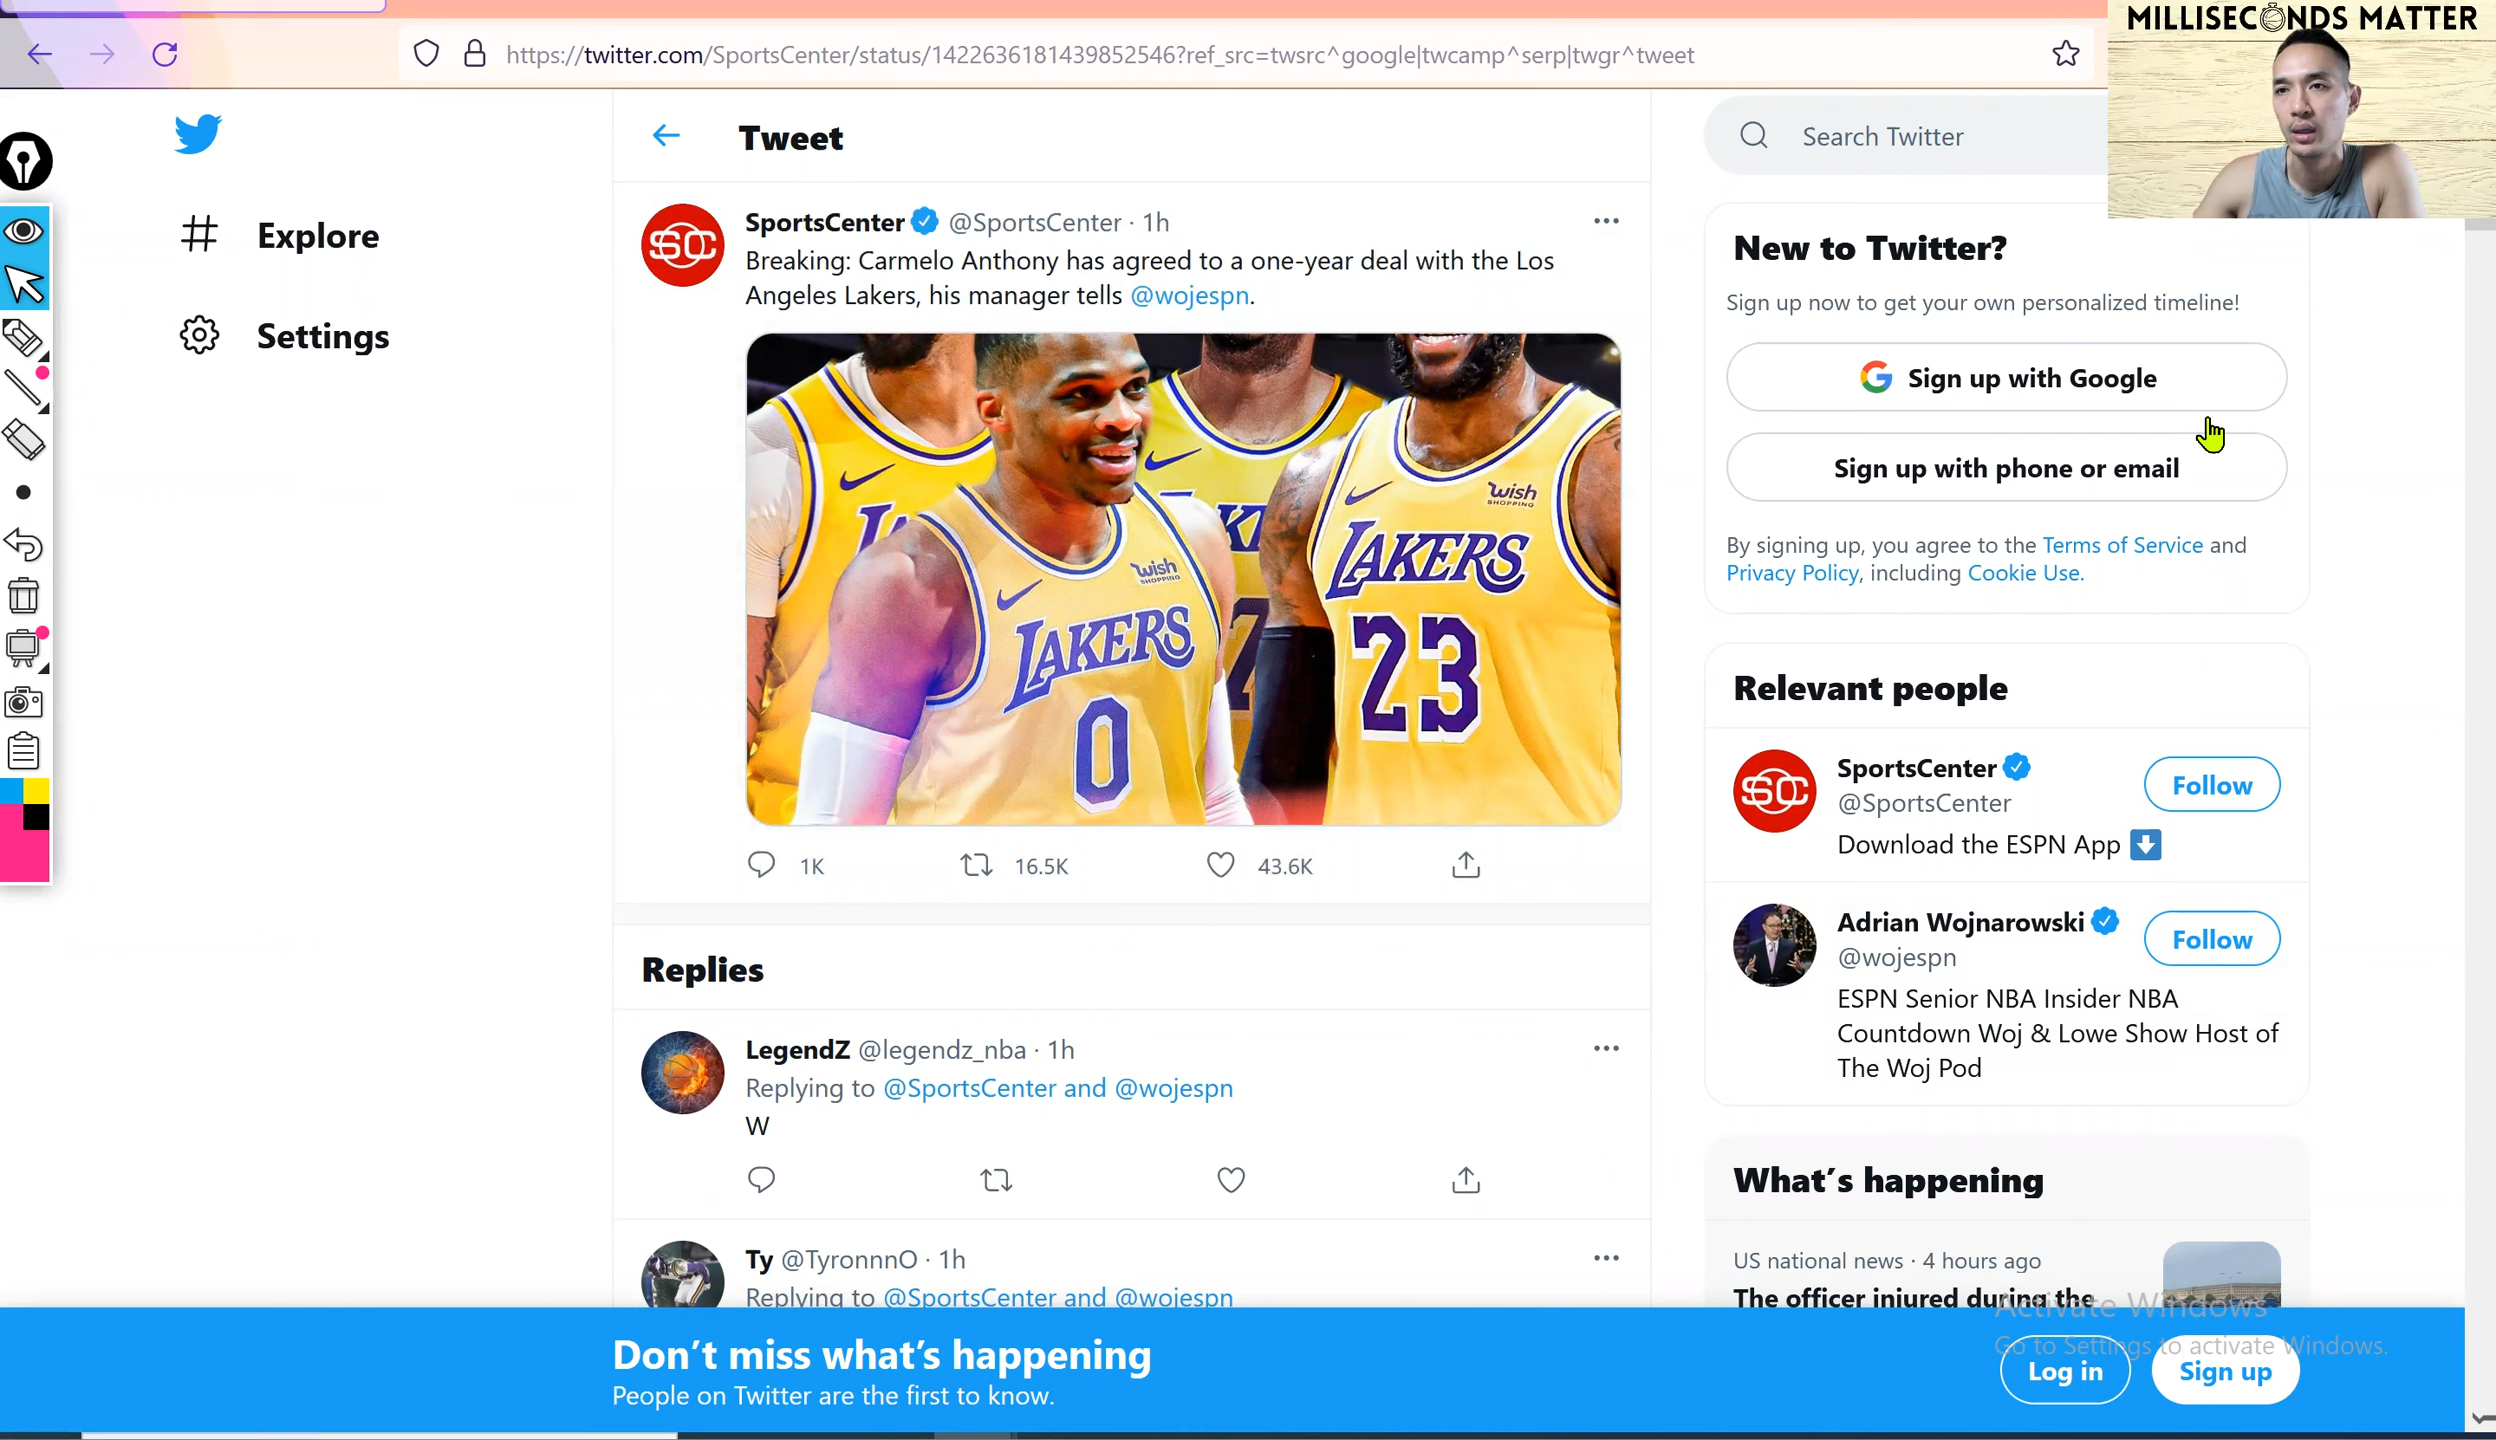 https://twitter.com/SportsCenter/status/1422636181439852546?ref_src=twsrc^google|twcamp^serp|twgr^tweet
MILLISECONDS MATTER
Tweet
Search Twitter
Explore
Settings
SportsCenter @SportsCenter · 1h
Breaking: Carmelo Anthony has agreed to a one-year deal with the Los
Angeles Lakers, his manager tells @wojespn.
wish
SHOPPING
LAKERS
23
wish
SHOPPING
LAKERS
0
1K 16.5K 43.6K
Replies
LegendZ @legendz_nba · 1h
Replying to @SportsCenter and @wojespn
W
Ty @TyronnnO · 1h
Replying to @SportsCenter and @wojespn
New to Twitter?
Sign up now to get your own personalized timeline!
Sign up with Google
Sign up with phone or email
By signing up, you agree to the Terms of Service and
Privacy Policy, including Cookie Use.
Relevant people
SC
SportsCenter
@SportsCenter
Follow
Download the ESPN App
Adrian Wojnarowski
@wojespn
Follow
ESPN Senior NBA Insider NBA
Countdown Woj & Lowe Show Host of
The Woj Pod
What's happening
US national news · 4 hours ago
The officer injured during the
Activate Windows
Go to Settings to activate Windows.
Don't miss what's happening
People on Twitter are the first to know.
Log in
Sign up